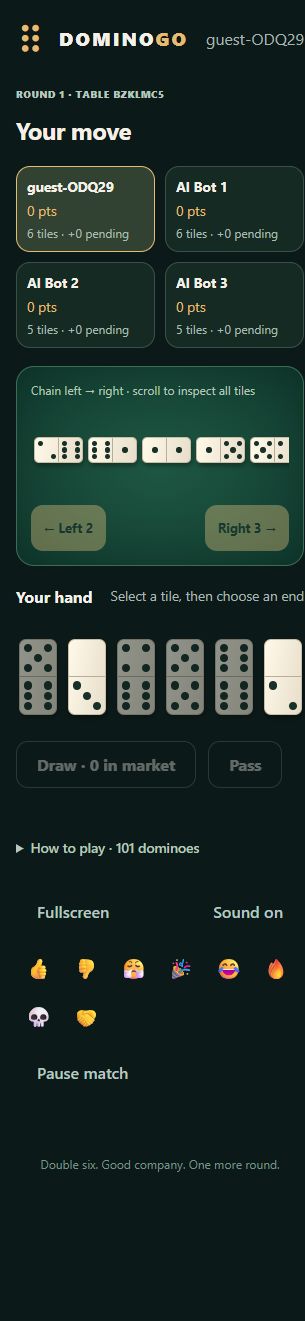 DOMINOGO guest-ODQ29
ROUND 1 · TABLE BZKLMC5
Your move
guest-ODQ29
0 pts
6 tiles · +0 pending
AI Bot 1
0 pts
6 tiles · +0 pending
AI Bot 2
0 pts
5 tiles · +0 pending
AI Bot 3
0 pts
5 tiles · +0 pending
Chain left → right · scroll to inspect all tiles
← Left 2
Right 3 →
Your hand Select a tile, then choose an end
Draw · 0 in market
Pass
▶ How to play · 101 dominoes
Fullscreen
Sound on
Pause match
Double six. Good company. One more round.